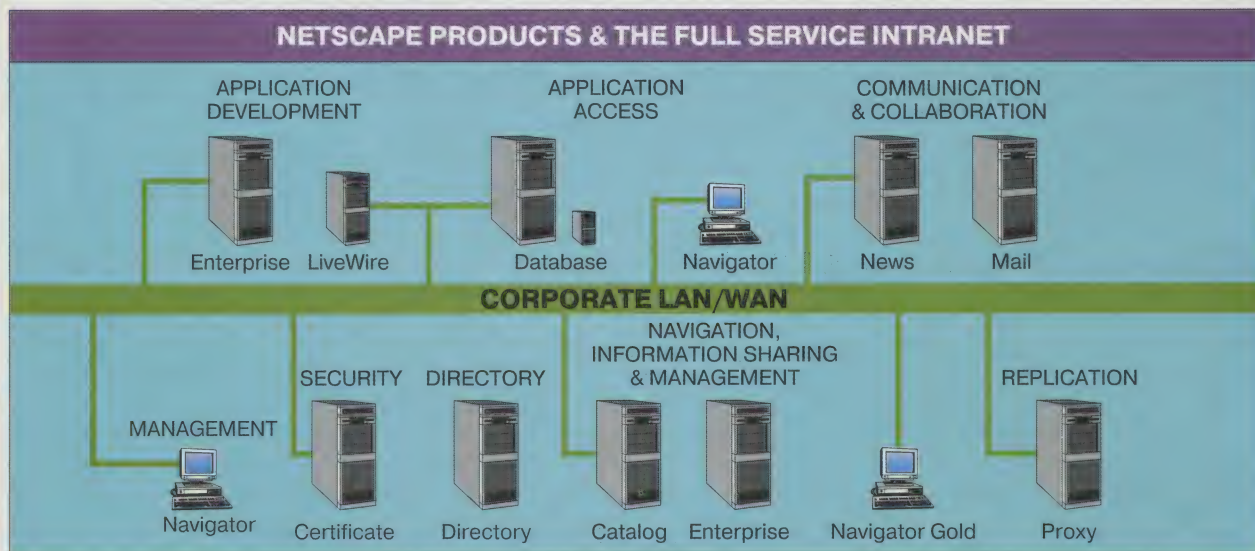 NETSCAPE PRODUCTS & THE FULL SERVICE INTRANET
APPLICATION
DEVELOPMENT
APPLICATION
ACCESS
COMMUNICATION
& COLLABORATION
Enterprise
LiveWire
Database
Navigator
News
Mail
CORPORATE LAN/WAN
NAVIGATION,
INFORMATION SHARING
& MANAGEMENT
SECURITY
DIRECTORY
REPLICATION
MANAGEMENT
Navigator
Certificate
Directory
Catalog
Enterprise
Navigator Gold
Proxy